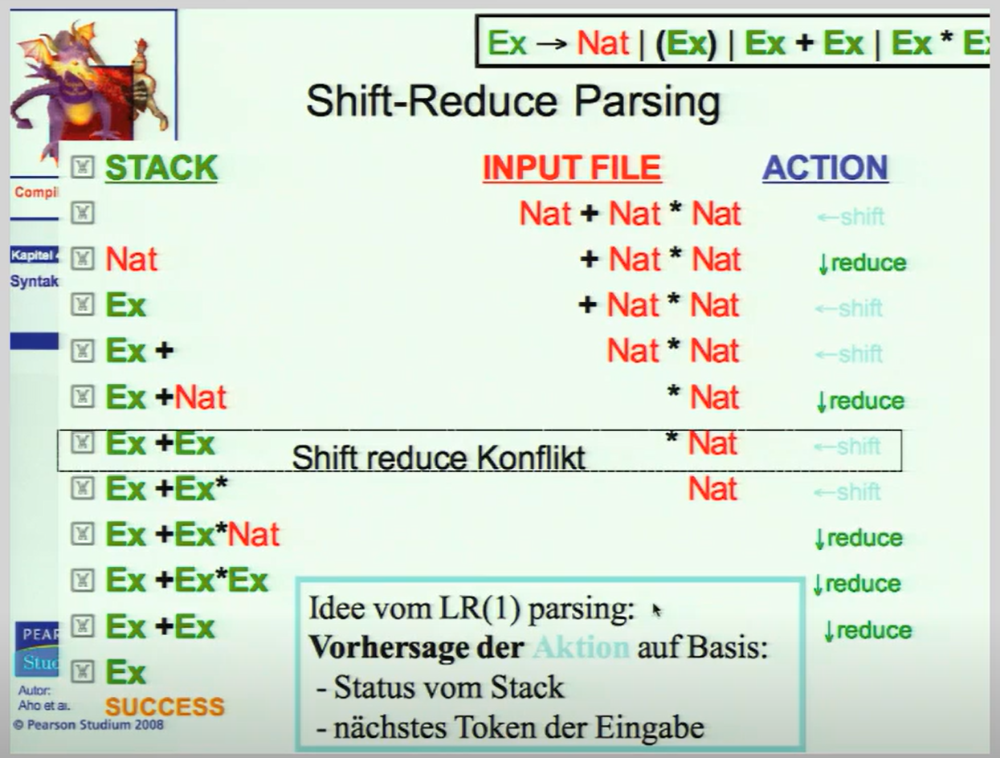 Ex → Nat | (Ex) | Ex + Ex | Ex * Ex
Shift-Reduce Parsing
STACK INPUT FILE ACTION
Nat + Nat * Nat ←shift
Nat + Nat * Nat ↓reduce
Ex + Nat * Nat ←shift
Ex + Nat * Nat ←shift
Ex +Nat * Nat ↓reduce
Ex +Ex Shift reduce Konflikt * Nat ←shift
Ex +Ex* Nat ←shift
Ex +Ex*Nat ↓reduce
Ex +Ex*Ex ↓reduce
Ex +Ex ↓reduce
Ex
SUCCESS
Idee vom LR(1) parsing:
Vorhersage der Aktion auf Basis:
- Status vom Stack
- nächstes Token der Eingabe
Compil
Kapitel 4
Syntak
PEAR
Stud
Autor:
Aho et al.
© Pearson Studium 2008